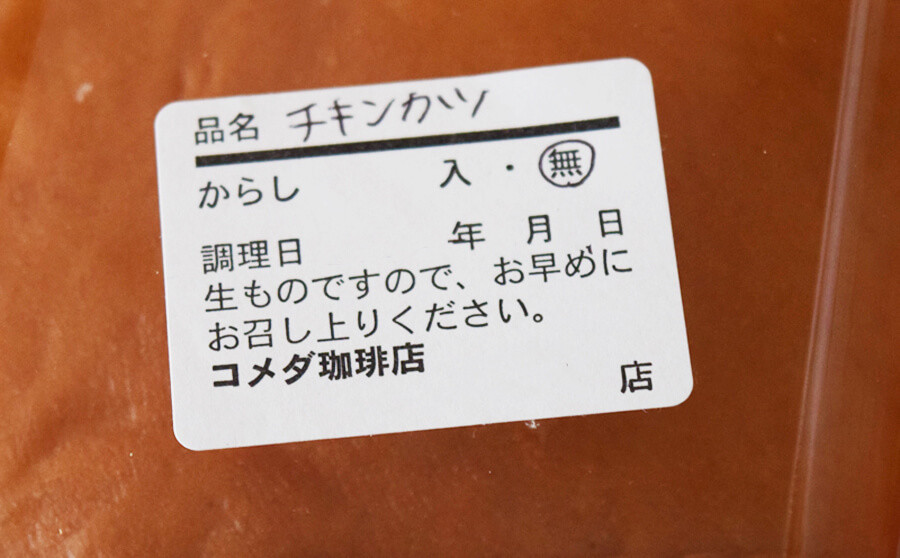 品名 チキンカツ
からし 入・無
調理日 年 月 日
生ものですので、お早めに
お召し上りください。
コメダ珈琲店
店